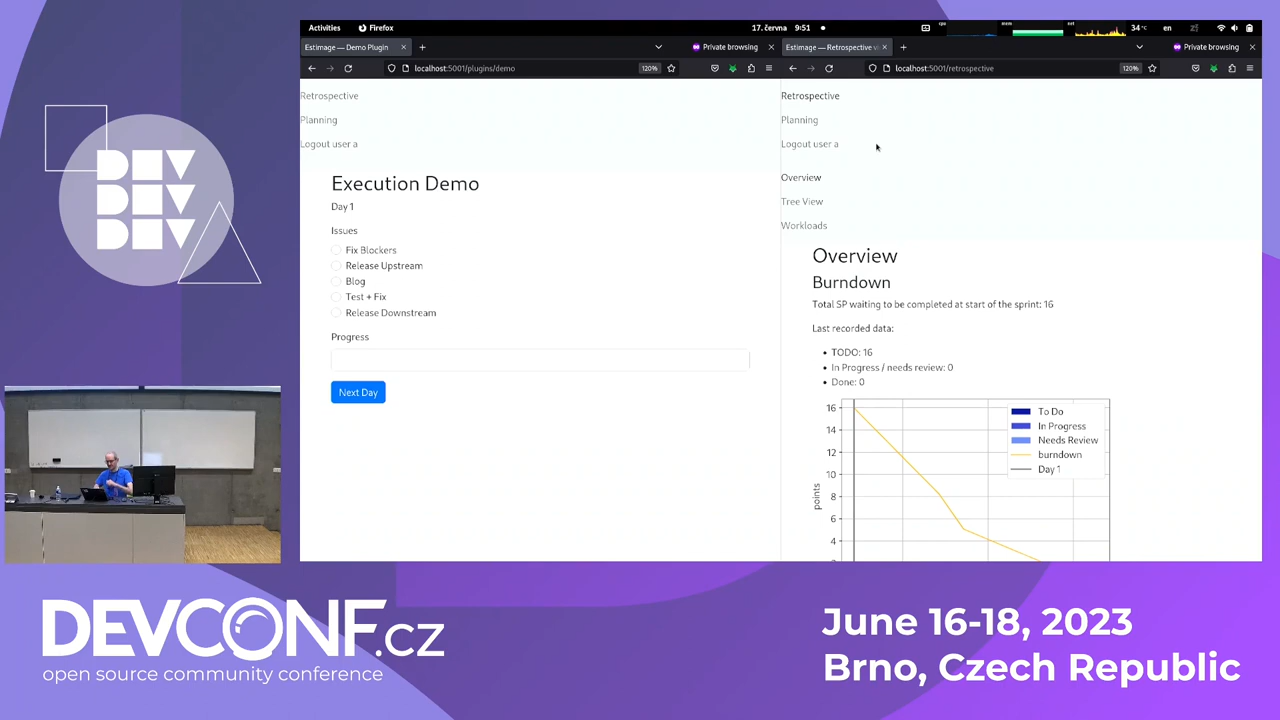 Activities
Firefox
17. června 9:51
34°c
en
Estimage — Demo Plugin
Private browsing
localhost:5001/plugins/demo
120%
Retrospective
Planning
Logout user a
Execution Demo
Day 1
Issues
Fix Blockers
Release Upstream
Blog
Test + Fix
Release Downstream
Progress
Next Day
Estimage — Retrospective
Private browsing
localhost:5001/retrospective
120%
Retrospective
Planning
Logout user a
Overview
Tree View
Workloads
Overview
Burndown
Total SP waiting to be completed at start of the sprint: 16
Last recorded data:
• TODO: 16
• In Progress / needs review: 0
• Done: 0
16
14
12
10
8
6
4
points
To Do
In Progress
Needs Review
burndown
Day 1
DEV
DEV
DEV
DEVCONF.cz
open source community conference
June 16-18, 2023
Brno, Czech Republic